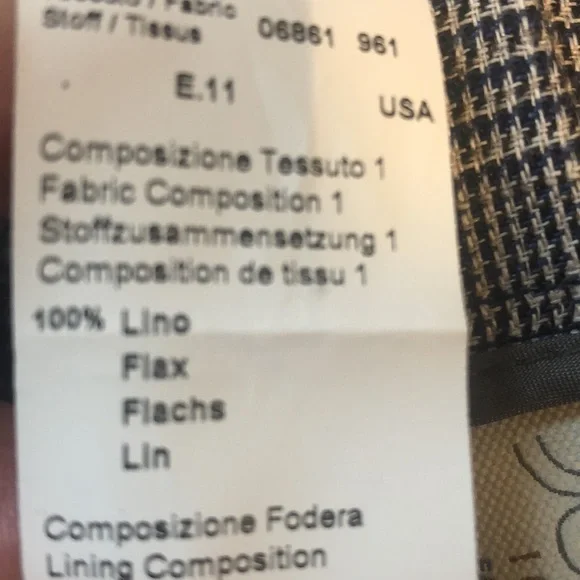 / Fabric
Stoff / Tissus 06861 961
E.11
USA
Composizione Tessuto 1
Fabric Composition 1
Stoffzusammensetzung 1
Composition de tissu 1
100% Lino
Flax
Flachs
Lin
Composizione Fodera
Lining Composition